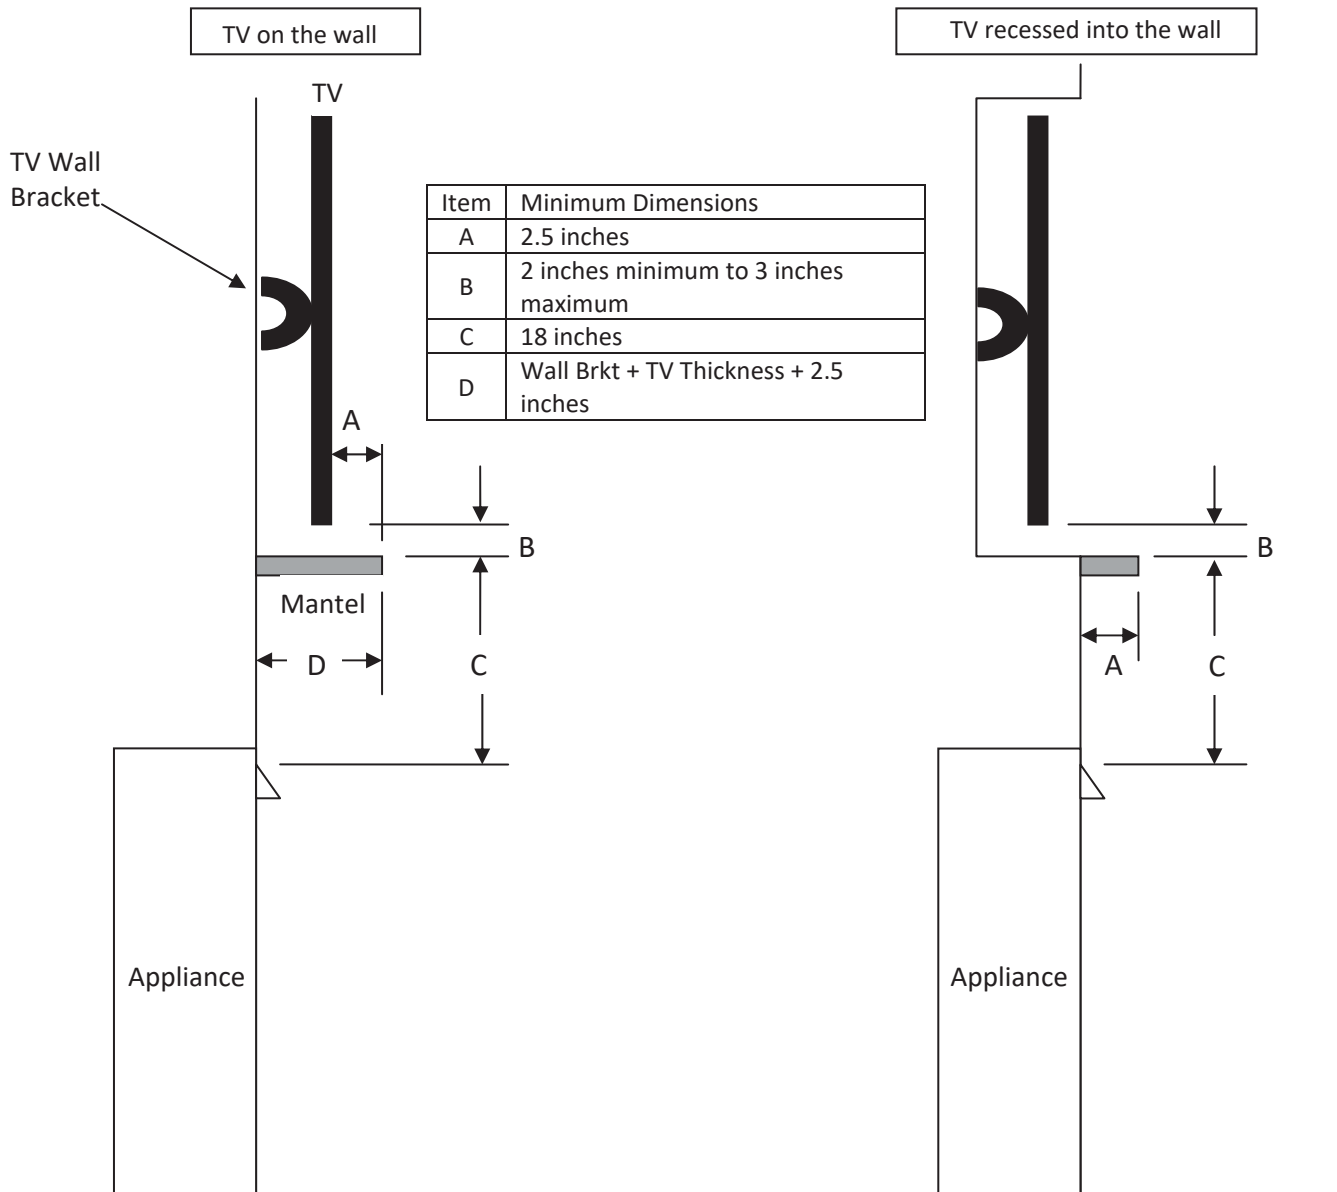 TV on the wall
TV recessed into the wall
TV
TV Wall
Bracket
Item Minimum Dimensions
A 2.5 inches
B 2 inches minimum to 3 inches
maximum
C 18 inches
D Wall Brkt + TV Thickness + 2.5
inches
A
B
B
Mantel
D
C
A
C
Appliance
Appliance